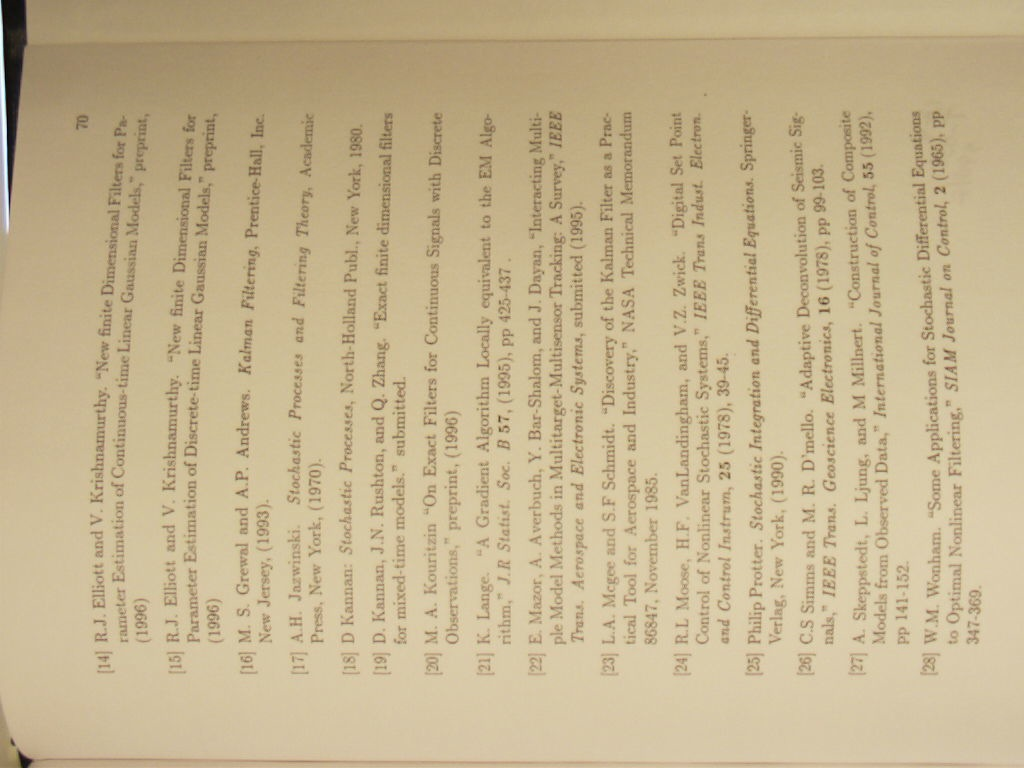 70
[14] R.J. Elliott and V. Krishnamurthy. “New finite Dimensional Filters for Pa-
rameter Estimation of Continuous-time Linear Gaussian Models,” preprint,
(1996)
[15] R.J. Elliott and V. Krishnamurthy. “New finite Dimensional Filters for
Parameter Estimation of Discrete-time Linear Gaussian Models,” preprint,
(1996)
[16] M. S. Grewal and A.P. Andrews. Kalman Filtering, Prentice-Hall, Inc.
New Jersey, (1993).
[17] A.H. Jazwinski. Stochastic Processes and Filtering Theory, Academic
Press, New York, (1970).
[18] D Kannan: Stochastic Processes, North-Holland Publ., New York, 1980.
[19] D. Kannan, J.N. Rushton, and Q. Zhang. “Exact finite dimensional filters
for mixed-time models.” submitted.
[20] M. A. Kouritzin “On Exact Filters for Continuous Signals with Discrete
Observations,” preprint, (1996)
[21] K. Lange. “A Gradient Algorithm Locally equivalent to the EM Algo-
rithm,” J.R Statist. Soc. B 57, (1995), pp 425-437 .
[22] E. Mazor, A. Averbuch, Y. Bar-Shalom, and J. Dayan, “Interacting Multi-
ple Model Methods in Multitarget-Multisensor Tracking: A Survey,” IEEE
Trans. Aerospace and Electronic Systems, submitted (1995).
[23] L.A. Mcgee and S.F Schmidt. “Discovery of the Kalman Filter as a Prac-
tical Tool for Aerospace and Industry,” NASA Technical Memorandum
86847, November 1985.
[24] R.L Moose, H.F. VanLandingham, and V.Z. Zwick. “Digital Set Point
Control of Nonlinear Stochastic Systems,” IEEE Trans Indust. Electron.
and Control Instrum, 25 (1978), 39-45.
[25] Philip Protter. Stochastic Integration and Differential Equations. Springer-
Verlag, New York, (1990).
[26] C.S Simms and M. R. D'mello. “Adaptive Deconvolution of Seismic Sig-
nals,” IEEE Trans. Geoscience Electronics, 16 (1978), pp 99-103.
[27] A. Skeppstedt, L. Ljung, and M Millnert. “Construction of Composite
Models from Observed Data,” International Journal of Control, 55 (1992),
pp 141-152.
[28] W.M. Wonham. “Some Applications for Stochastic Differential Equations
to Optimal Nonlinear Filtering,” SIAM Journal on Control, 2 (1965), pp
347-369.